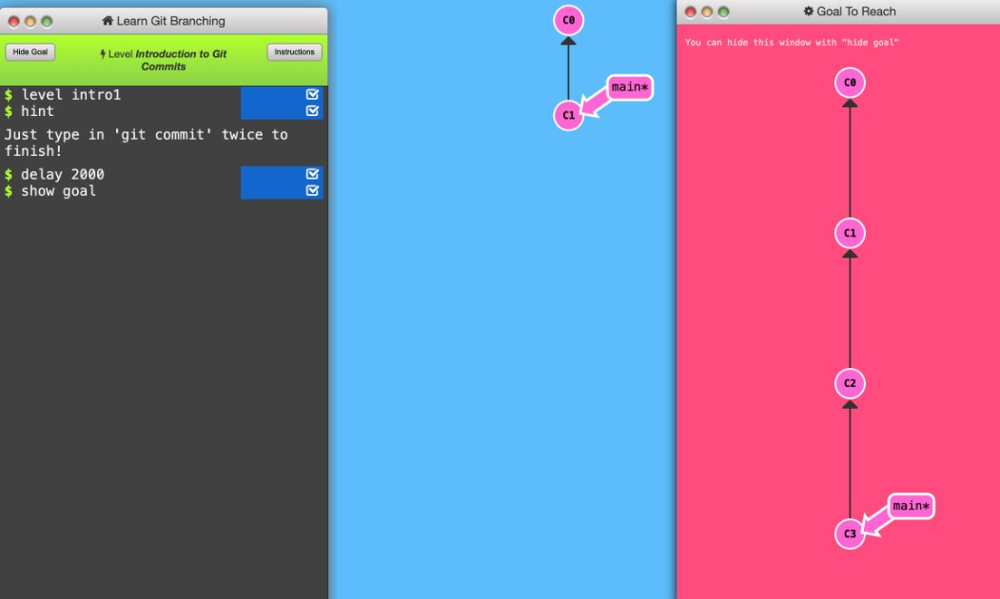 Learn Git Branching
Hide Goal
Level Introduction to Git
Commits
Instructions
$ level intro1
$ hint
Just type in 'git commit' twice to
finish!
$ delay 2000
$ show goal
C0
main*
C1
Goal To Reach
You can hide this window with "hide goal"
C0
C1
C2
main*
C3